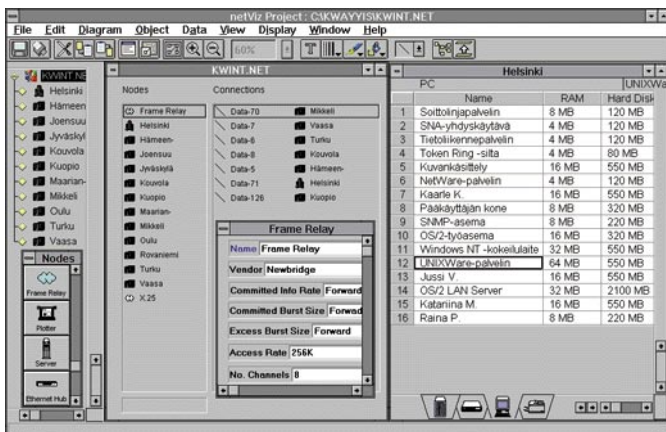 netViz Project : C:\KWAYYIS\KWINT.NET
File Edit Diagram Object Data View Display Window Help
60%
KWINT NE
Helsinki
Hämeen
Joensuu
Jyväskyl
Kouvola
Kuopio
Maarian-
Mikkeli
Oulu
Turku
Vaasa
Nodes
Frame Relay
Plotter
Server
Ethernet Hub
KWINT.NET
Nodes Connections
Frame Relay
Helsinki
Hämeen-
Joensuu
Jyväskylä
Kouvola
Kuopio
Maarian-
Mikkeli
Oulu
Rovaniemi
Turku
Vaasa
X.25
Data-70 Mikkeli
Data-7 Vaasa
Data-6 Turku
Data-8 Kouvola
Data-5 Hämeen-
Data-71 Helsinki
Data-126 Kuopio
Frame Relay
Name Frame Relay
Vendor Newbridge
Committed Info Rate Forward
Committed Burst Size Forwad
Excess Burst Size Forward
Access Rate 256K
No. Channels 8
Helsinki
PC UNIXWa
Name RAM Hard Disk
1 Soittolinjapalvelin 8 MB 120 MB
2 SNA-yhdyskäytävä 4 MB 120 MB
3 Tietoliikennepalvelin 4 MB 120 MB
4 Token Ring -silta 4 MB 80 MB
5 Kuvankäsittely 16 MB 550 MB
6 NetWare-palvelin 4 MB 120 MB
7 Kaarle K. 16 MB 550 MB
8 Pääkäyttäjän kone 8 MB 320 MB
9 SNMP-asema 8 MB 220 MB
10 OS/2-työasema 16 MB 320 MB
11 Windows NT -kokeilulaite 32 MB 550 MB
12 UNIXWare-palvelin 64 MB 550 MB
13 Jussi V. 16 MB 550 MB
14 OS/2 LAN Server 32 MB 2100 MB
15 Katariina M. 16 MB 550 MB
16 Raina P. 8 MB 220 MB